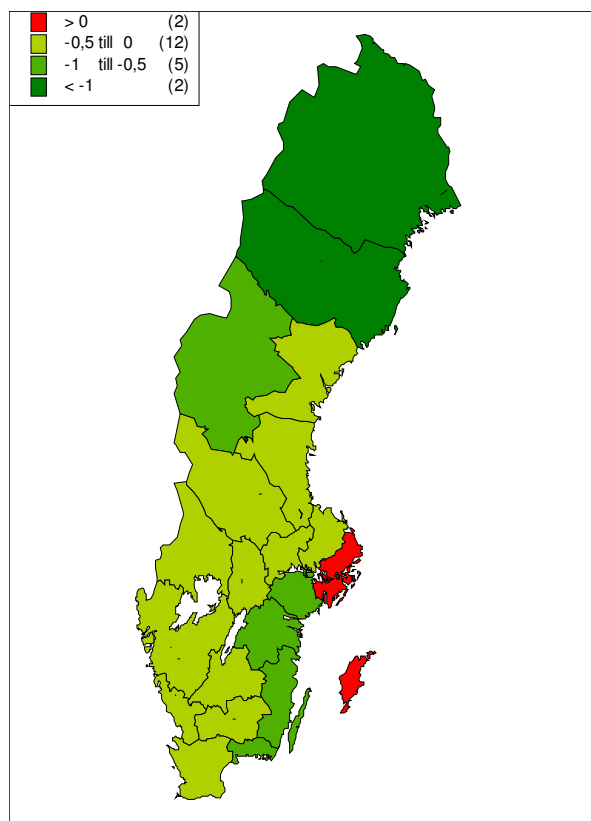 > 0 (2)
-0,5 till 0 (12)
-1 till -0,5 (5)
< -1 (2)